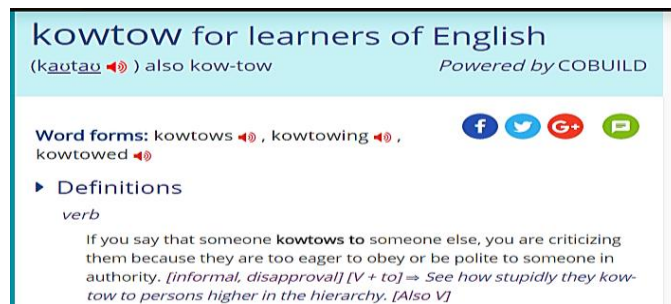 kowtow for learners of English
(kaʊtaʊ ) also kow-tow Powered by COBUILD
Word forms: kowtows , kowtowing ,
kowtowed
f G+
Definitions
verb
If you say that someone kowtows to someone else, you are criticizing
them because they are too eager to obey or be polite to someone in
authority. [informal, disapproval] [V + to] ⇒ See how stupidly they kow-
tow to persons higher in the hierarchy. [Also V]